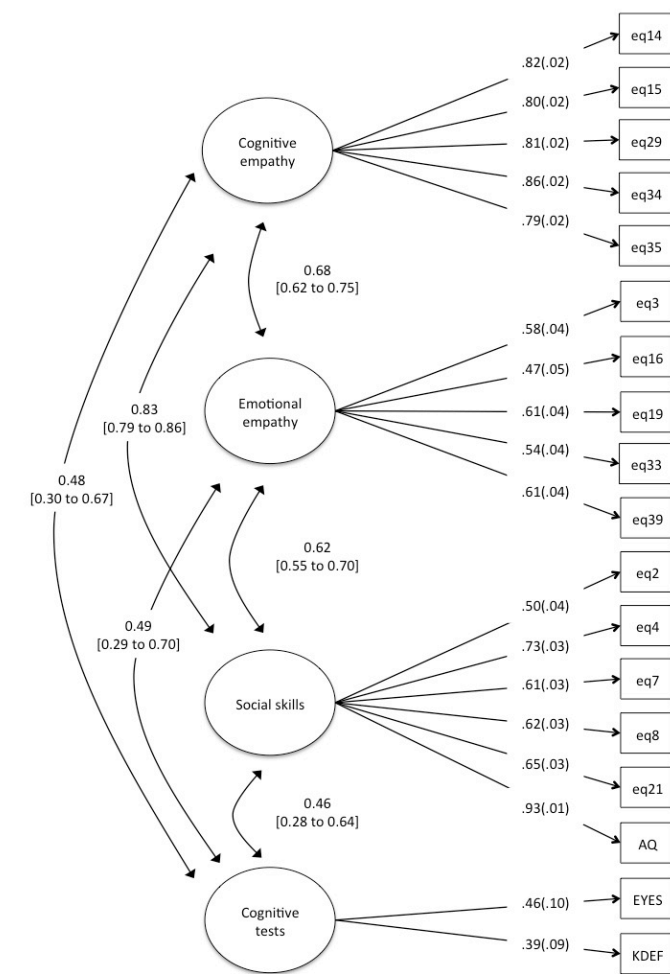 eq14
.82(.02)
eq15
.80(.02)
Cognitive
empathy
.81(.02)
eq29
.86(.02)
eq34
.79(.02)
eq35
0.68
[0.62 to 0.75]
eq3
.58(.04)
eq16
.47(.05)
Emotional
empathy
.61(.04)
eq19
.54(.04)
eq33
.61(.04)
eq39
0.83
[0.79 to 0.86]
0.48
[0.30 to 0.67]
0.62
[0.55 to 0.70]
0.49
[0.29 to 0.70]
eq2
.50(.04)
eq4
.73(.03)
eq7
.61(.03)
Social skills
.62(.03)
eq8
.65(.03)
eq21
.93(.01)
AQ
0.46
[0.28 to 0.64]
Cognitive
tests
.46(.10)
EYES
.39(.09)
KDEF